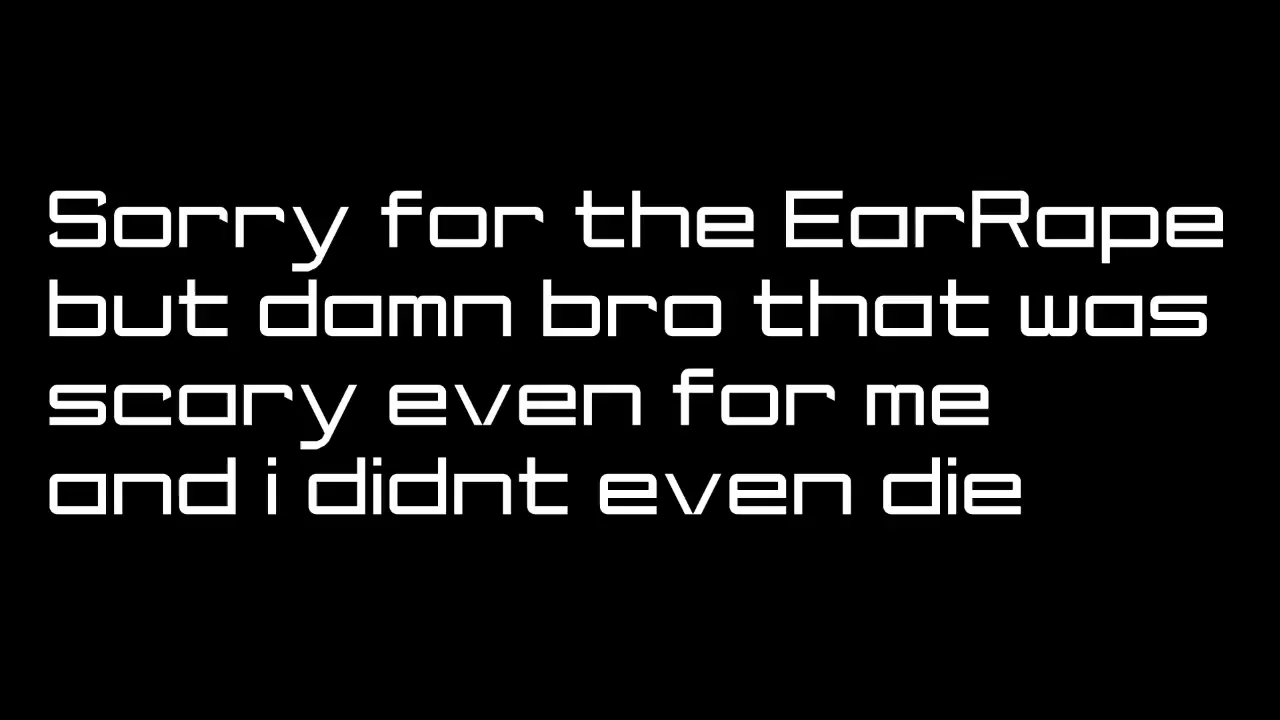 Sorry for the EarRape
but damn bro that was
scary even for me
and i didnt even die